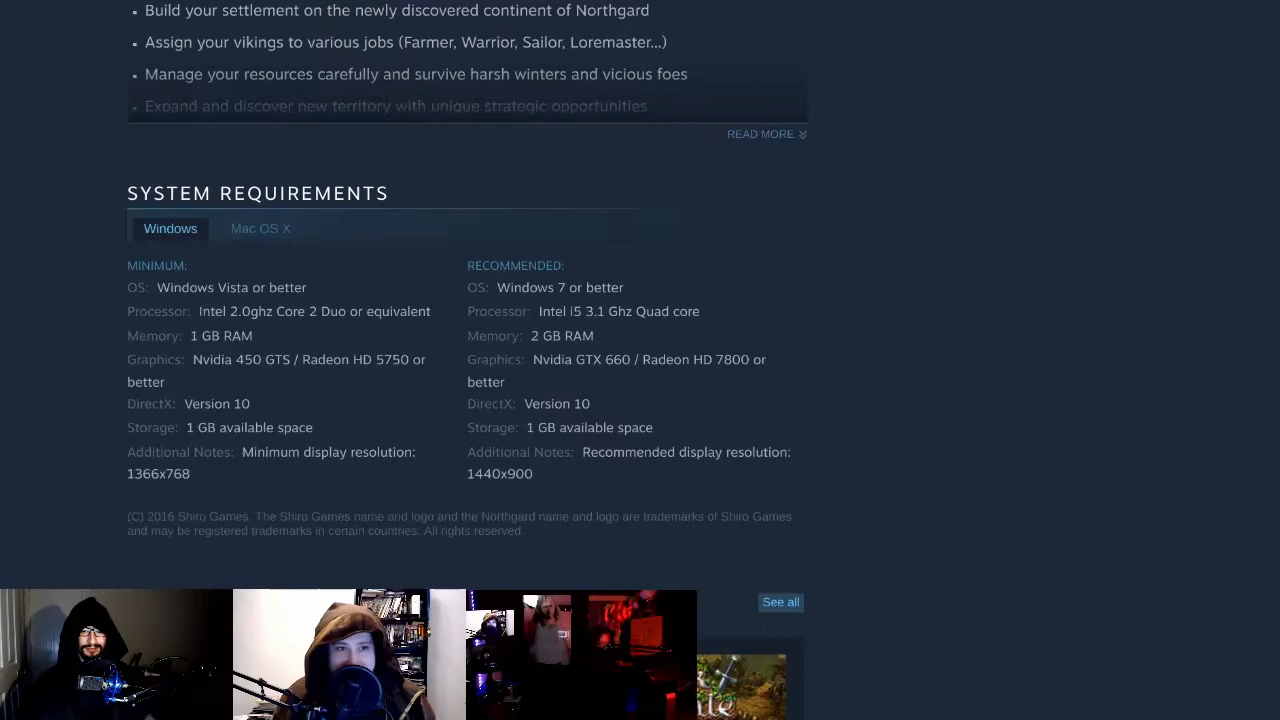 Build your settlement on the newly discovered continent of Northgard
Assign your vikings to various jobs (Farmer, Warrior, Sailor, Loremaster...)
Manage your resources carefully and survive harsh winters and vicious foes
Expand and discover new territory with unique strategic opportunities
READ MORE
SYSTEM REQUIREMENTS
Windows Mac OS X
MINIMUM:
OS: Windows Vista or better
Processor: Intel 2.0ghz Core 2 Duo or equivalent
Memory: 1 GB RAM
Graphics: Nvidia 450 GTS / Radeon HD 5750 or
better
DirectX: Version 10
Storage: 1 GB available space
Additional Notes: Minimum display resolution:
1366x768
RECOMMENDED:
OS: Windows 7 or better
Processor: Intel i5 3.1 Ghz Quad core
Memory: 2 GB RAM
Graphics: Nvidia GTX 660 / Radeon HD 7800 or
better
DirectX: Version 10
Storage: 1 GB available space
Additional Notes: Recommended display resolution:
1440x900
(C) 2016 Shiro Games. The Shiro Games name and logo and the Northgard name and logo are trademarks of Shiro Games
and may be registered trademarks in certain countries. All rights reserved.
See all